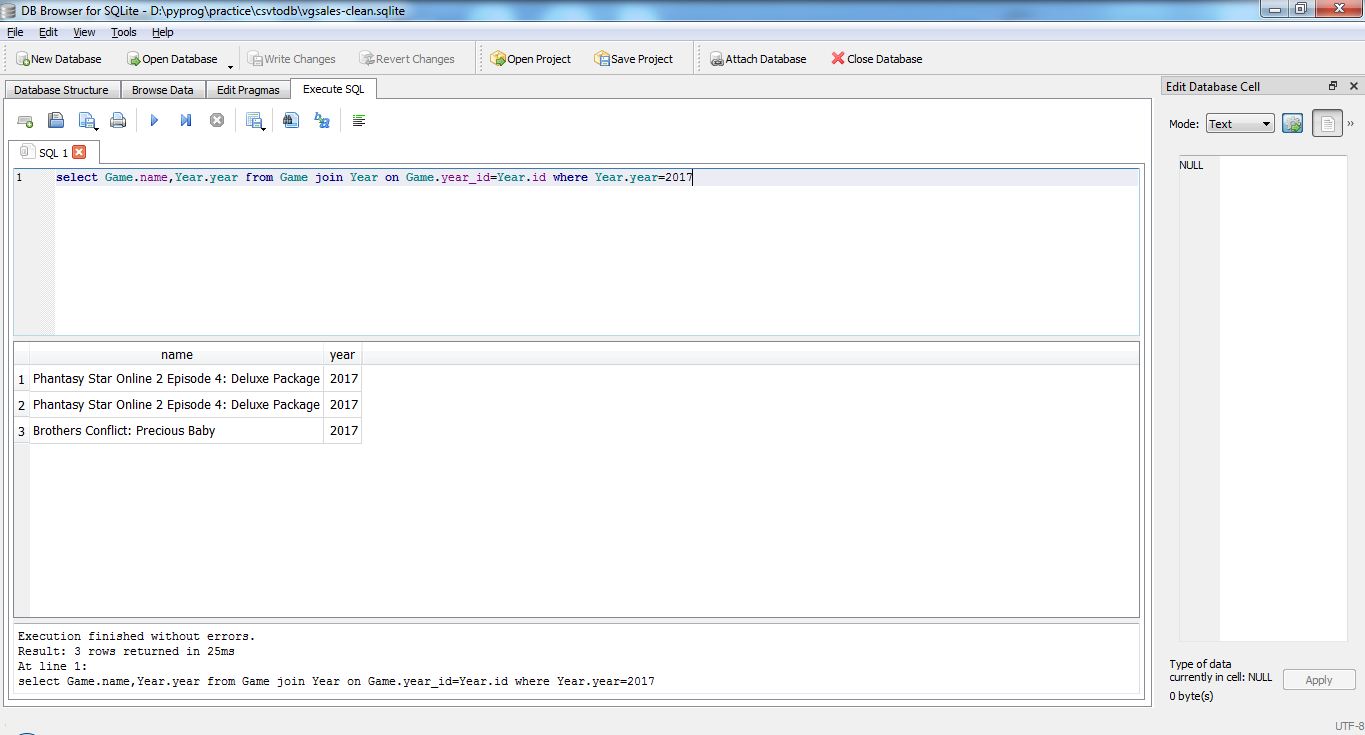 DB Browser for SQLite - D:\pyprog\practice\csvtodb\vgsales-clean.sqlite
File Edit View Tools Help
New Database Open Database Write Changes Revert Changes Open Project Save Project Attach Database Close Database
Database Structure Browse Data Edit Pragmas Execute SQL
SQL 1
1 select Game.name,Year.year from Game join Year on Game.year_id=Year.id where Year.year=2017
name year
1 Phantasy Star Online 2 Episode 4: Deluxe Package 2017
2 Phantasy Star Online 2 Episode 4: Deluxe Package 2017
3 Brothers Conflict: Precious Baby 2017
Execution finished without errors.
Result: 3 rows returned in 25ms
At line 1:
select Game.name,Year.year from Game join Year on Game.year_id=Year.id where Year.year=2017
Edit Database Cell
Mode: Text
NULL
Type of data
currently in cell: NULL
0 byte(s)
Apply
UTF-8